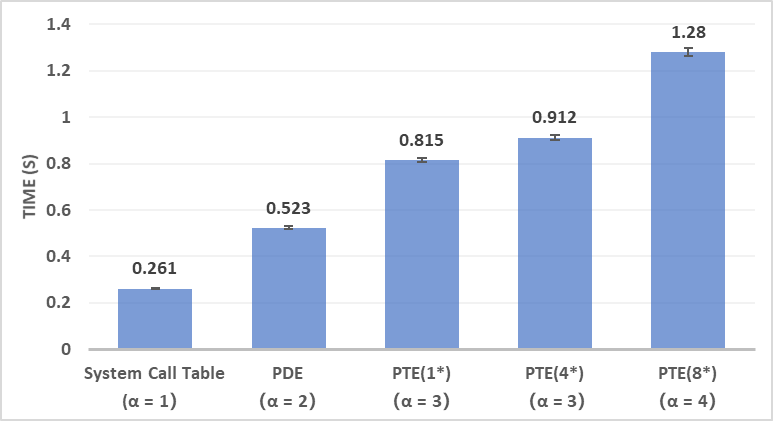 1.4
1.2
1
0.8
0.6
0.4
0.2
0
TIME (S)
0.261
0.523
0.815
0.912
1.28
System Call Table
(α = 1)
PDE
(α = 2)
PTE(1*)
(α = 3)
PTE(4*)
(α = 3)
PTE(8*)
(α = 4)